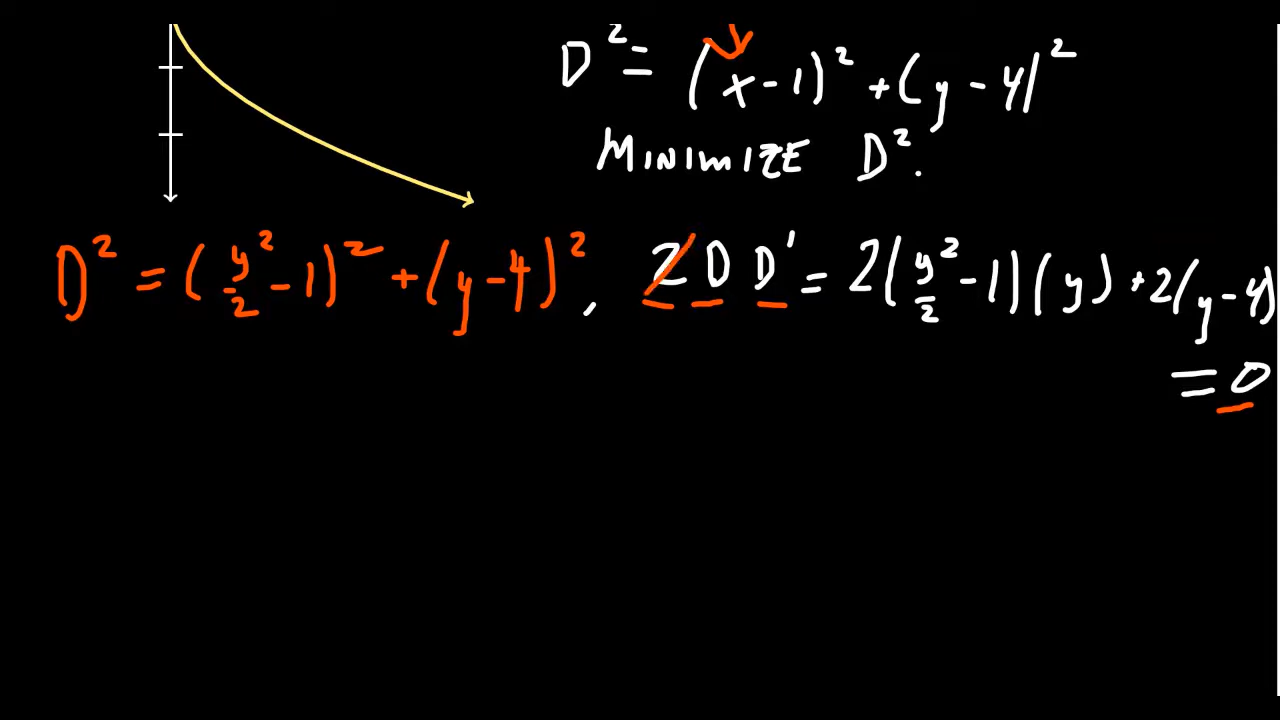 D² = (x - 1)² + (y - 4)²
MINIMIZE D².
D² = (y²/2 - 1)² + (y - 4)², 2 D D' = 2(y²/2 - 1)(y) + 2(y - 4)
= 0